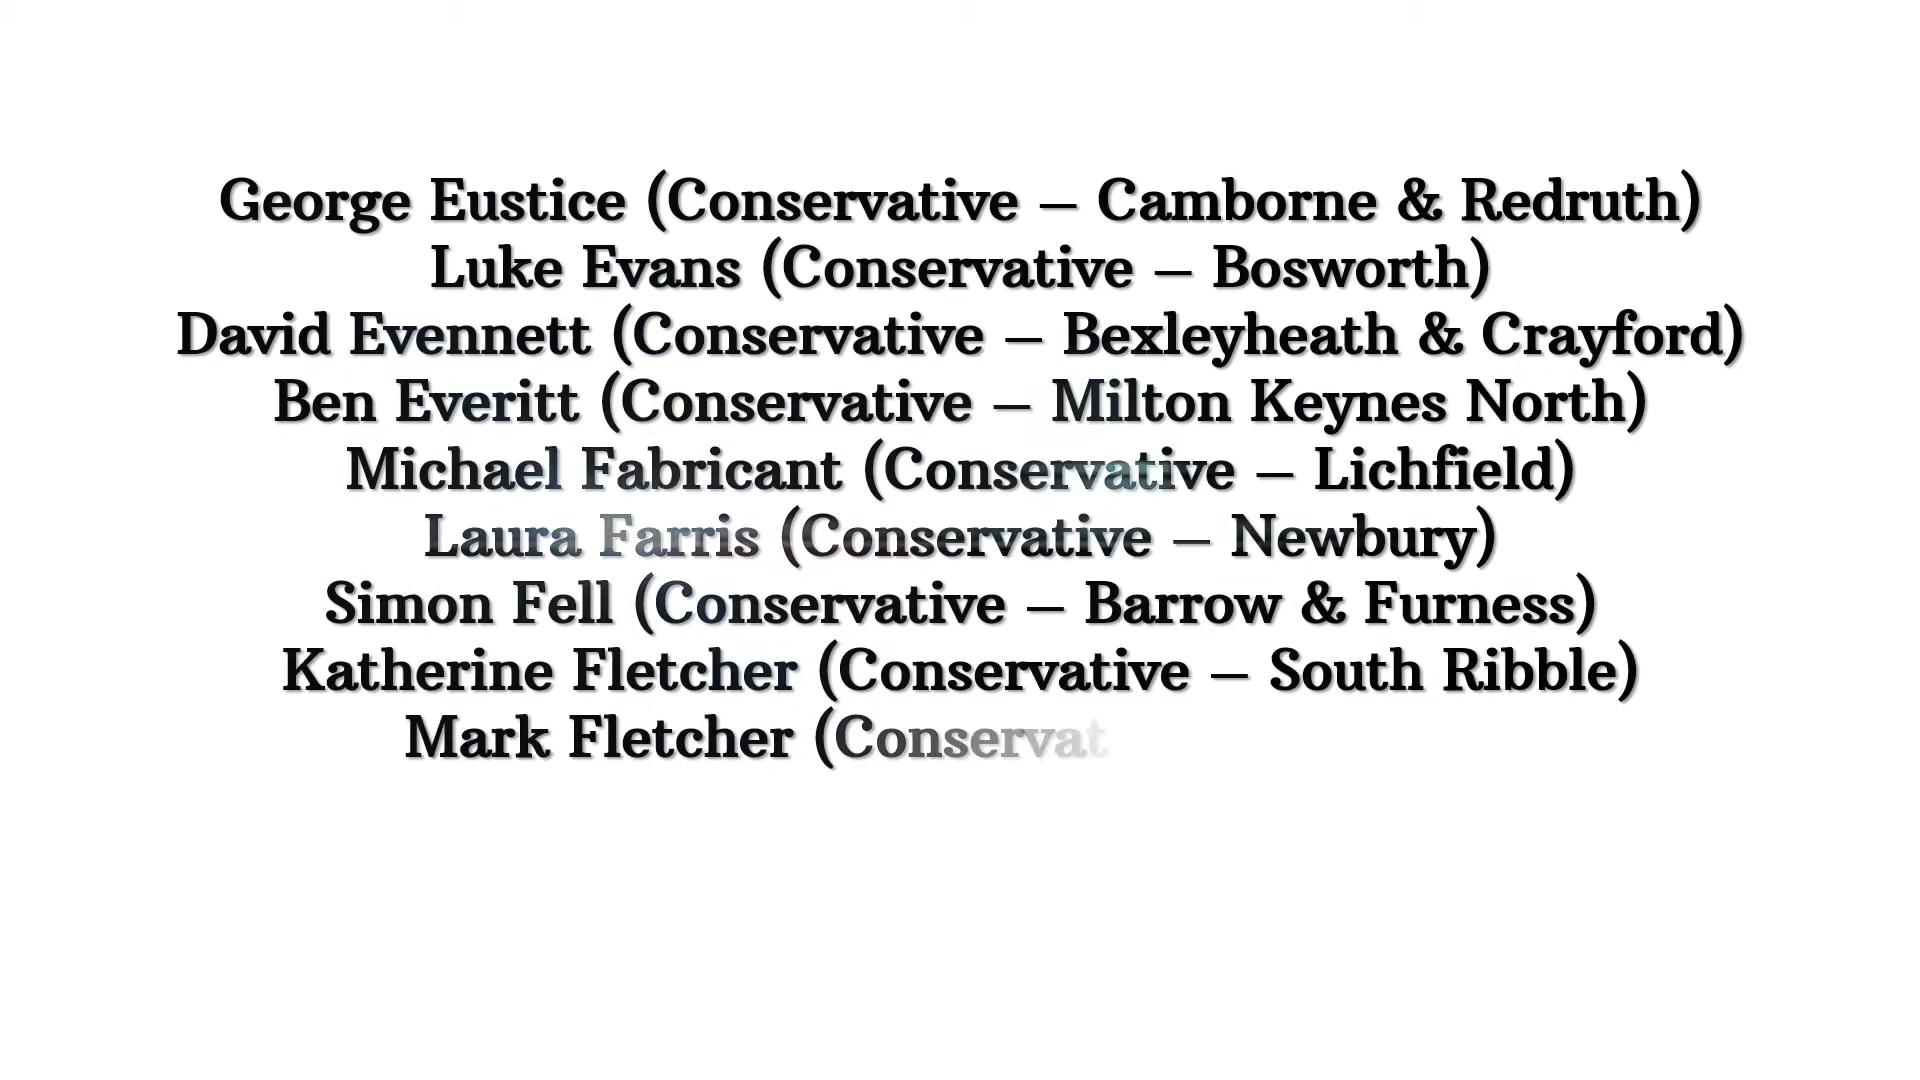 George Eustice (Conservative – Camborne & Redruth)
Luke Evans (Conservative – Bosworth)
David Evennett (Conservative – Bexleyheath & Crayford)
Ben Everitt (Conservative – Milton Keynes North)
Michael Fabricant (Conservative – Lichfield)
Laura Farris (Conservative – Newbury)
Simon Fell (Conservative – Barrow & Furness)
Katherine Fletcher (Conservative – South Ribble)
Mark Fletcher (Conservat